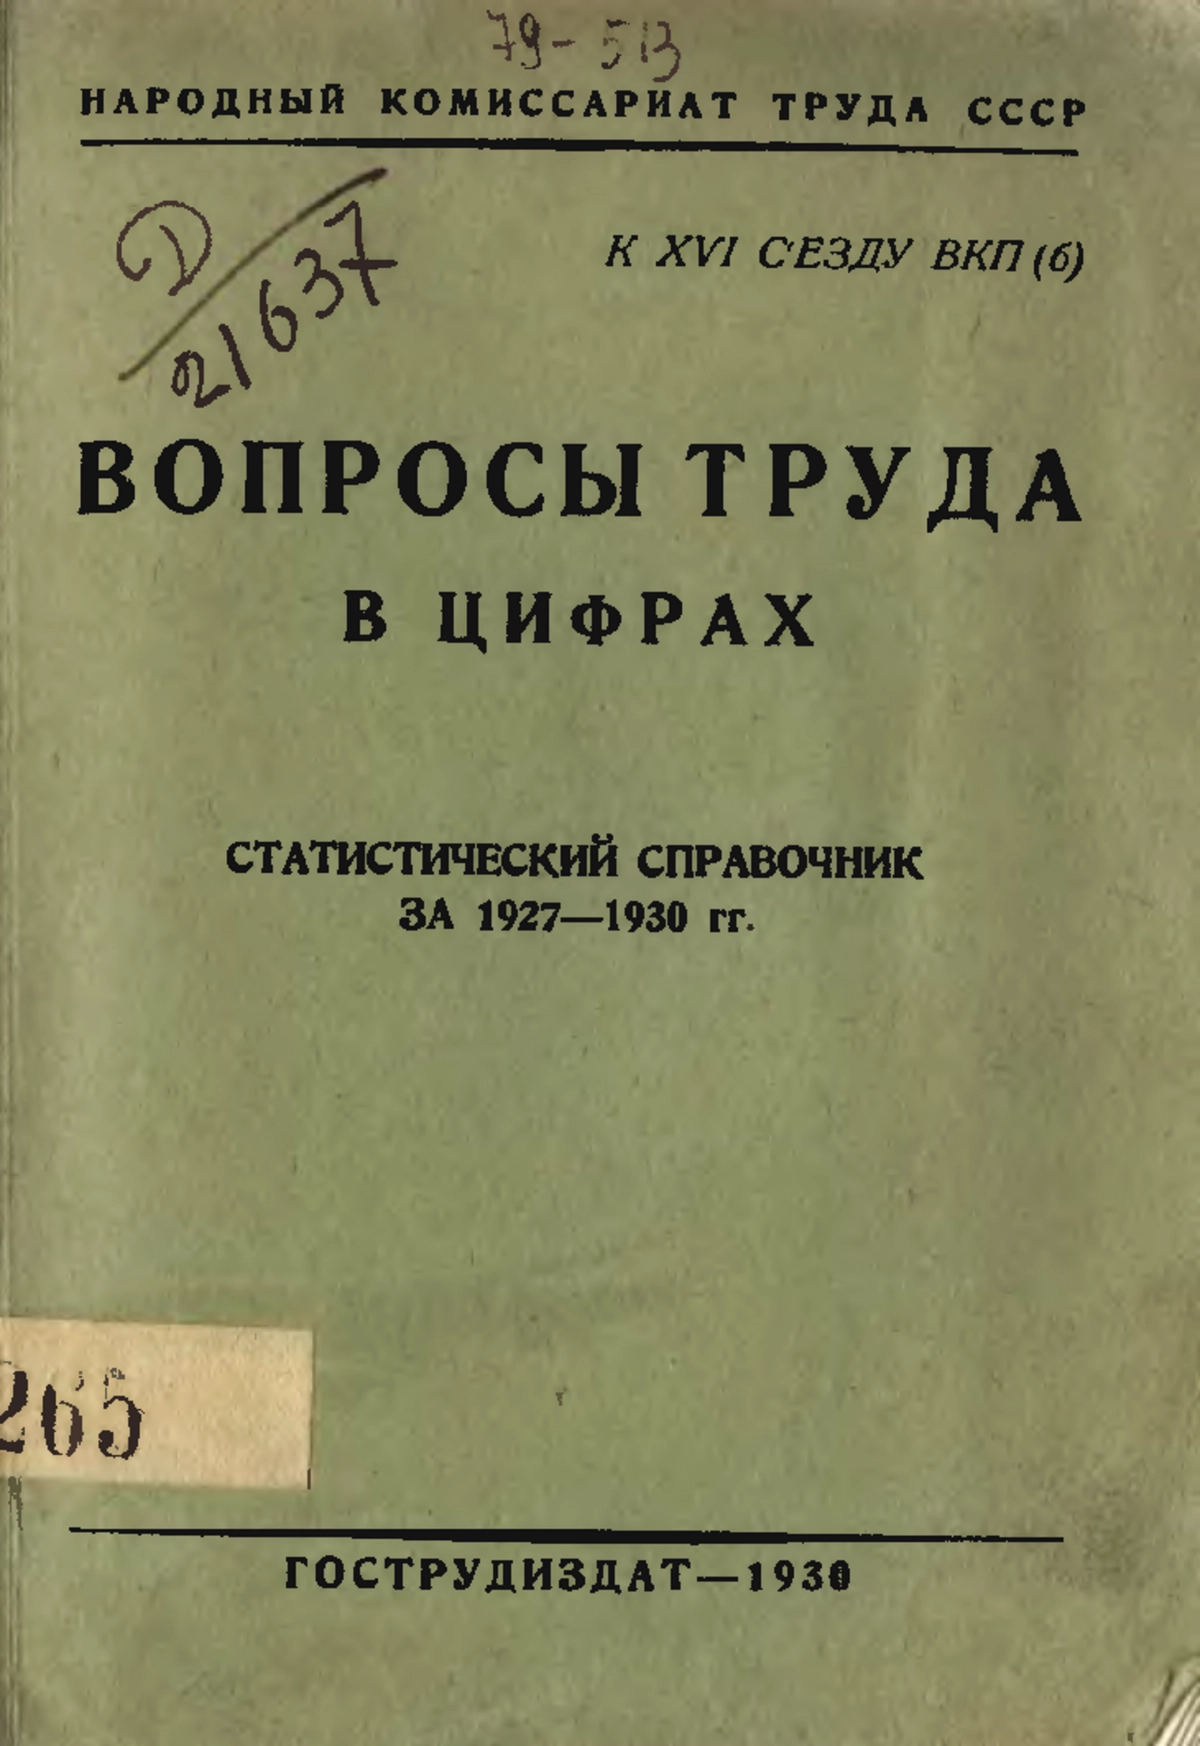 79-513
НАРОДНЫЙ КОМИССАРИАТ ТРУДА СССР
Д
21637
К XVI С'ЕЗДУ ВКП(б)
ВОПРОСЫ ТРУДА
В ЦИФРАХ
СТАТИСТИЧЕСКИЙ СПРАВОЧНИК
ЗА 1927—1930 гг.
265
ГОСТРУДИЗДАТ—1930